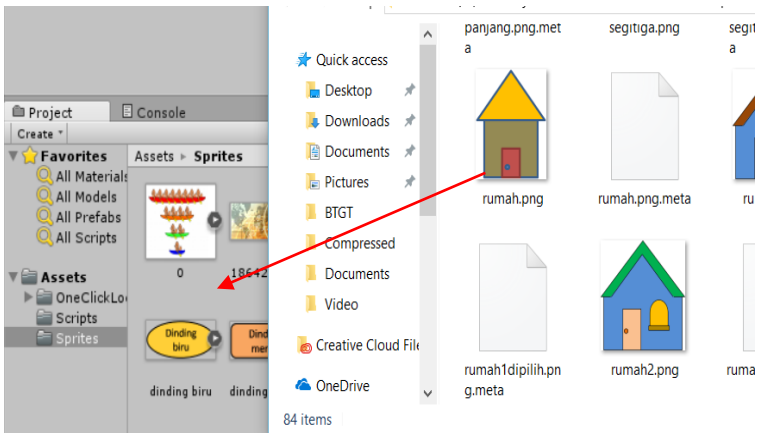 Project
Console
Create
Favorites
All Materials
All Models
All Prefabs
All Scripts
Assets
OneClickLo
Scripts
Sprites
Assets ▸ Sprites
0
18642
Dinding
biru
Dind
mer
dinding biru
dinding
Quick access
Desktop
Downloads
Documents
Pictures
BTGT
Compressed
Documents
Video
Creative Cloud File
OneDrive
84 items
panjang.png.met
a
segitiga.png
segit
a
rumah.png
rumah.png.meta
ru
rumah1dipilih.pn
g.meta
rumah2.png
ruma